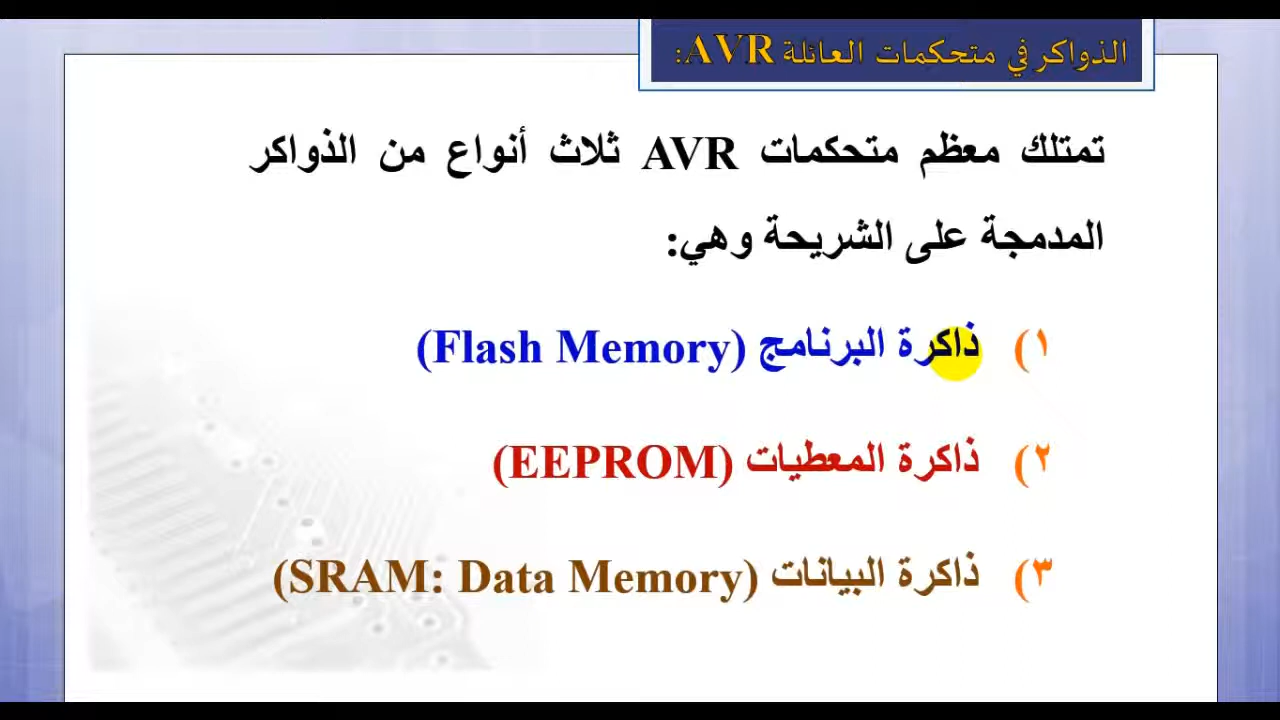 الذواكر في متحكمات العائلة AVR:
تمتلك معظم متحكمات AVR ثلاث أنواع من الذواكر
المدمجة على الشريحة وهي:
١) ذاكرة البرنامج (Flash Memory)
٢) ذاكرة المعطيات (EEPROM)
٣) ذاكرة البيانات (SRAM: Data Memory)